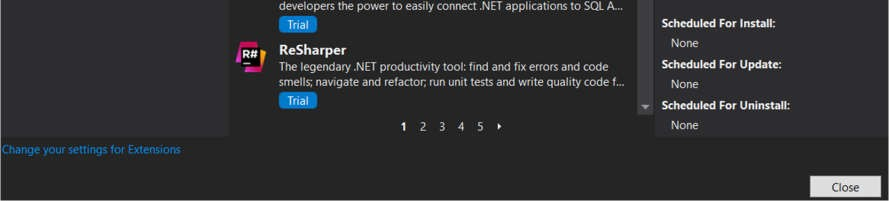 developers the power to easily connect .NET applications to SQL A...
Trial
R#
ReSharper
The legendary .NET productivity tool: find and fix errors and code
smells; navigate and refactor; run unit tests and write quality code f...
Trial
1 2 3 4 5
Scheduled For Install:
None
Scheduled For Update:
None
Scheduled For Uninstall:
None
Change your settings for Extensions
Close